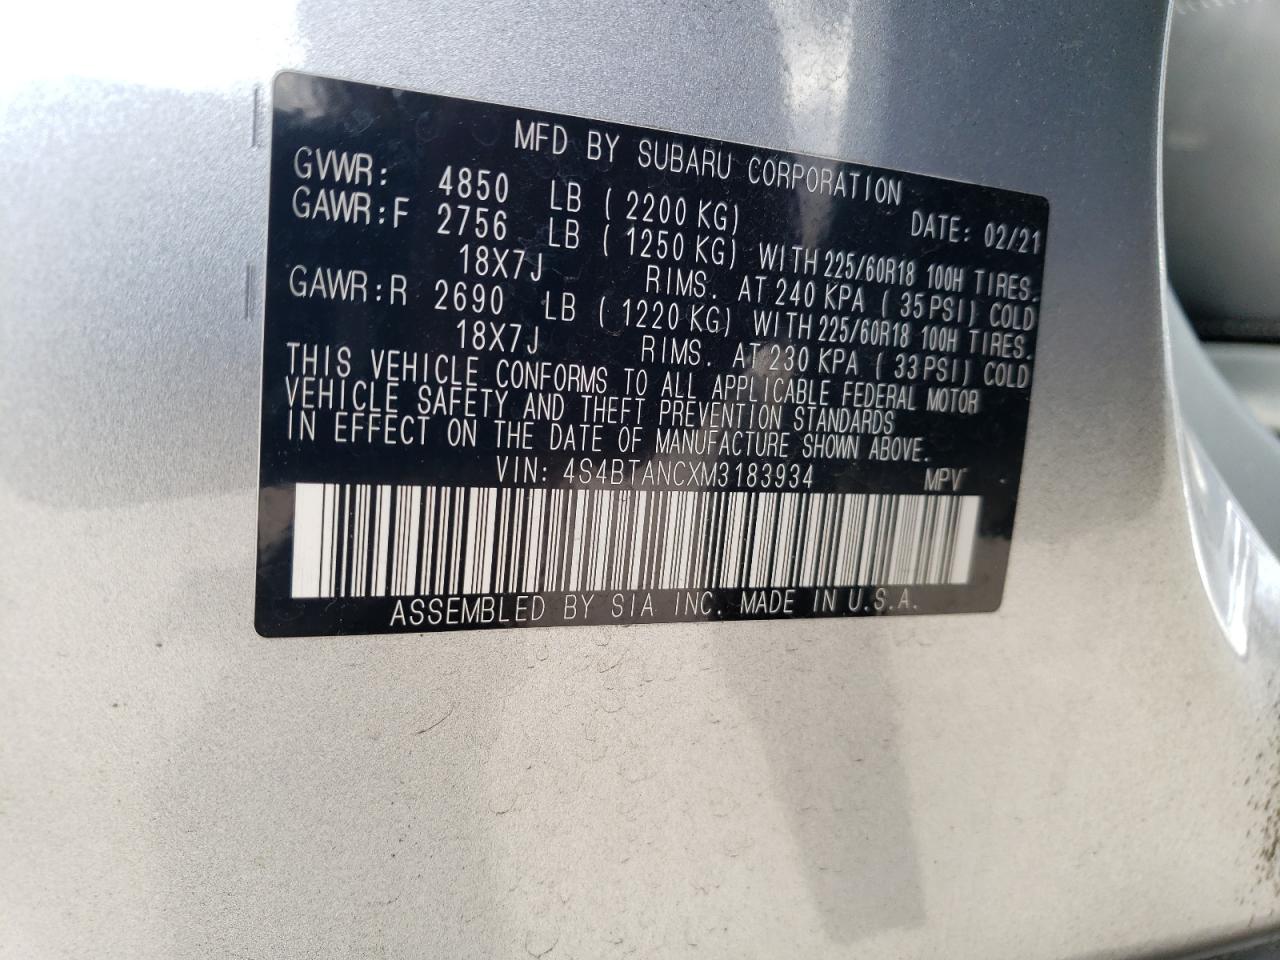 MFD BY SUBARU CORPORATION DATE: 02/21
GVWR: 4850 LB ( 2200 KG)
GAWR:F 2756 LB ( 1250 KG) WITH 225/60R18 100H TIRES.
18X7J RIMS. AT 240 KPA ( 35 PSI) COLD
GAWR:R 2690 LB ( 1220 KG) WITH 225/60R18 100H TIRES.
18X7J RIMS. AT 230 KPA ( 33 PSI) COLD
THIS VEHICLE CONFORMS TO ALL APPLICABLE FEDERAL MOTOR
VEHICLE SAFETY AND THEFT PREVENTION STANDARDS
IN EFFECT ON THE DATE OF MANUFACTURE SHOWN ABOVE.
VIN: 4S4BTANCXM3183934 MPV
ASSEMBLED BY SIA INC. MADE IN U.S.A.